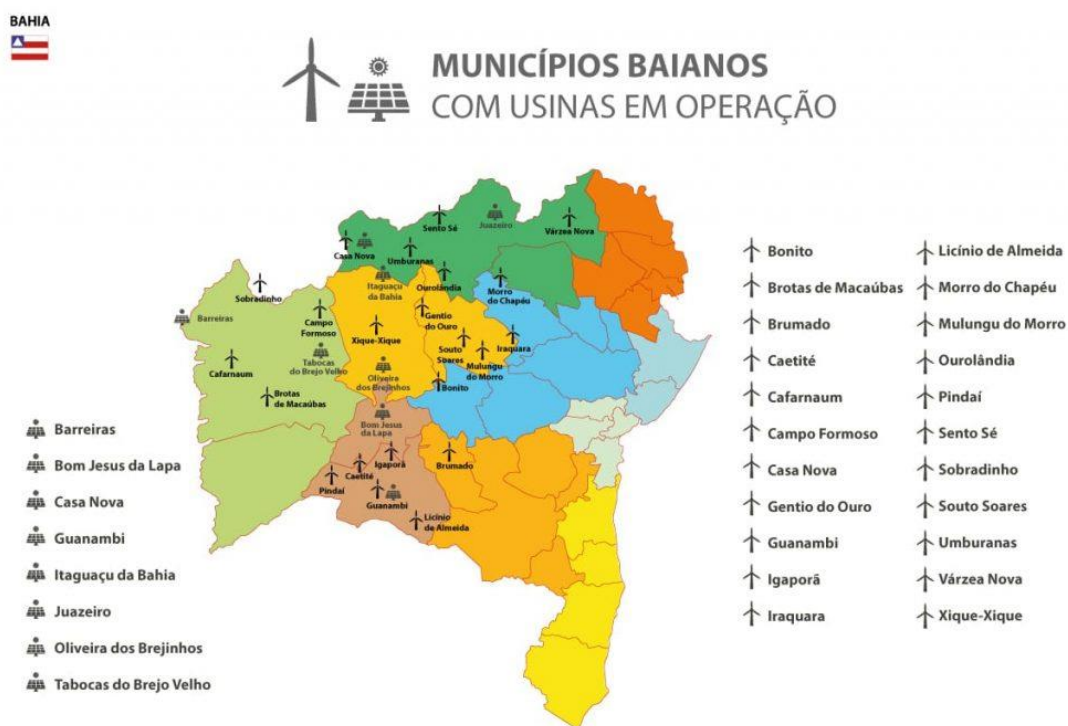 BAHIA
MUNICÍPIOS BAIANOS
COM USINAS EM OPERAÇÃO
Sento Sé
Juazeiro
Várzea Nova
Casa Nova
Umburanas
Sobradinho
Itaguaçu
da Bahia
Ourolândia
Morro
do Chapéu
Barreiras
Campo
Formoso
Gentio
do Ouro
Xique-Xique
Souto
Soares
Iraquara
Mulungu
do Morro
Cafarnaum
Tabocas
do Brejo Velho
Oliveira
dos Brejinhos
Bonito
Brotas
de Macaúbas
Bom Jesus
da Lapa
Igaporã
Brumado
Caetité
Pindaí
Guanambi
Licínio
de Almeida
Barreiras
Bom Jesus da Lapa
Casa Nova
Guanambi
Itaguaçu da Bahia
Juazeiro
Oliveira dos Brejinhos
Tabocas do Brejo Velho
Bonito
Brotas de Macaúbas
Brumado
Caetité
Cafarnaum
Campo Formoso
Casa Nova
Gentio do Ouro
Guanambi
Igaporã
Iraquara
Licínio de Almeida
Morro do Chapéu
Mulungu do Morro
Ourolândia
Pindaí
Sento Sé
Sobradinho
Souto Soares
Umburanas
Várzea Nova
Xique-Xique